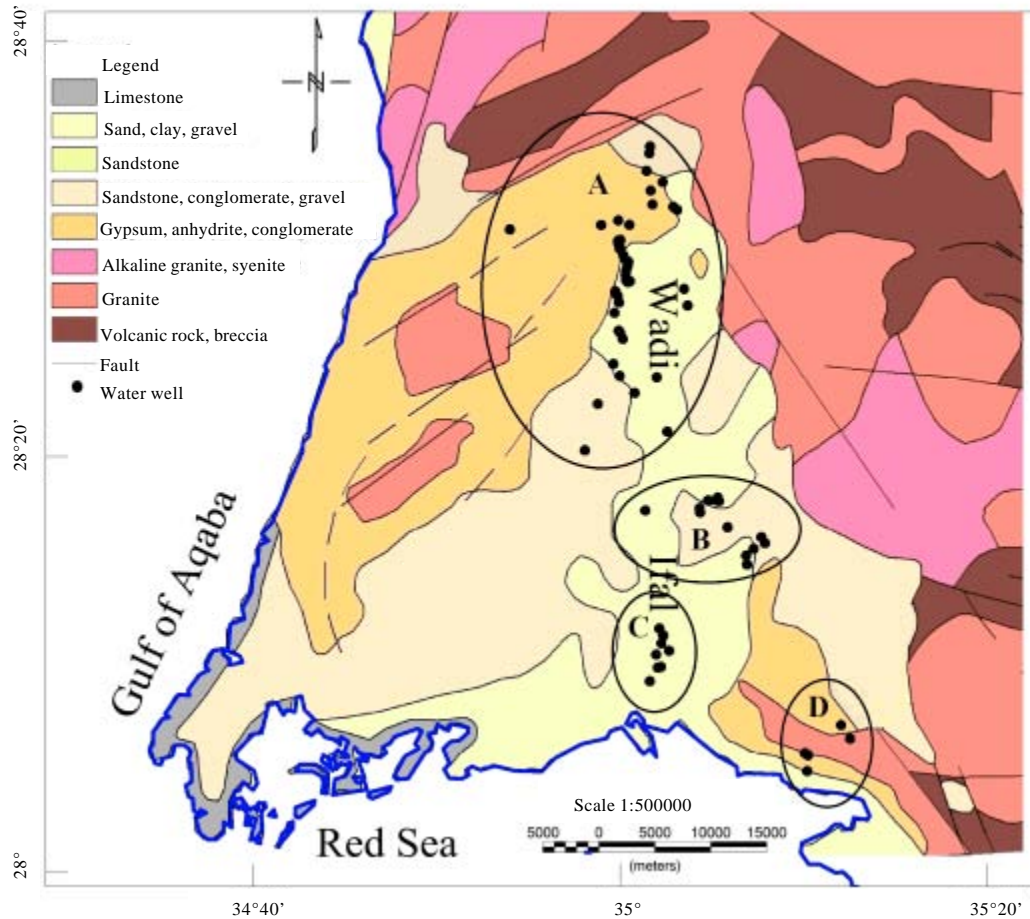 28°40'
N
Legend
Limestone
Sand, clay, gravel
Sandstone
Sandstone, conglomerate, gravel
Gypsum, anhydrite, conglomerate
Alkaline granite, syenite
Granite
Volcanic rock, breccia
Fault
Water well
A
Wadi
28°20'
B
Ifal
C
Gulf of Aqaba
D
Scale 1:500000
5000 0 5000 10000 15000
(meters)
Red Sea
28°
34°40'
35°
35°20'